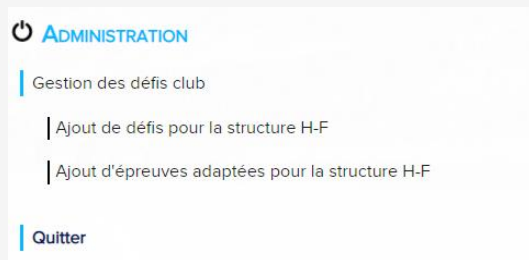 ADMINISTRATION
Gestion des défis club
Ajout de défis pour la structure H-F
Ajout d'épreuves adaptées pour la structure H-F
Quitter